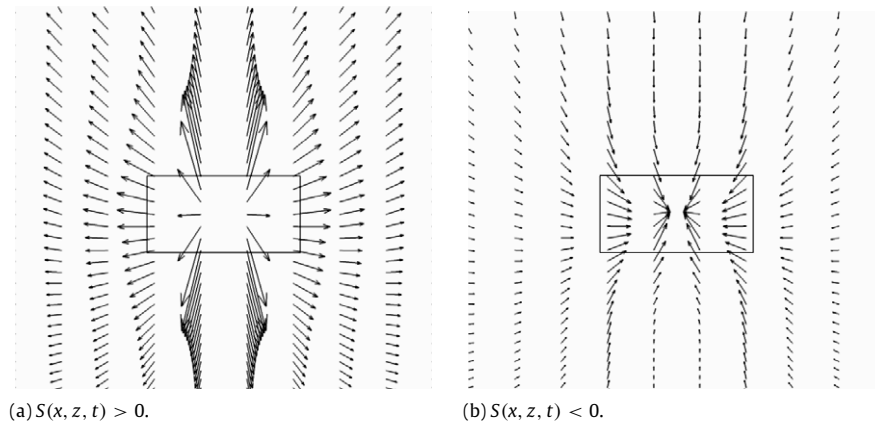 (a) S(x, z, t) > 0.
(b) S(x, z, t) < 0.